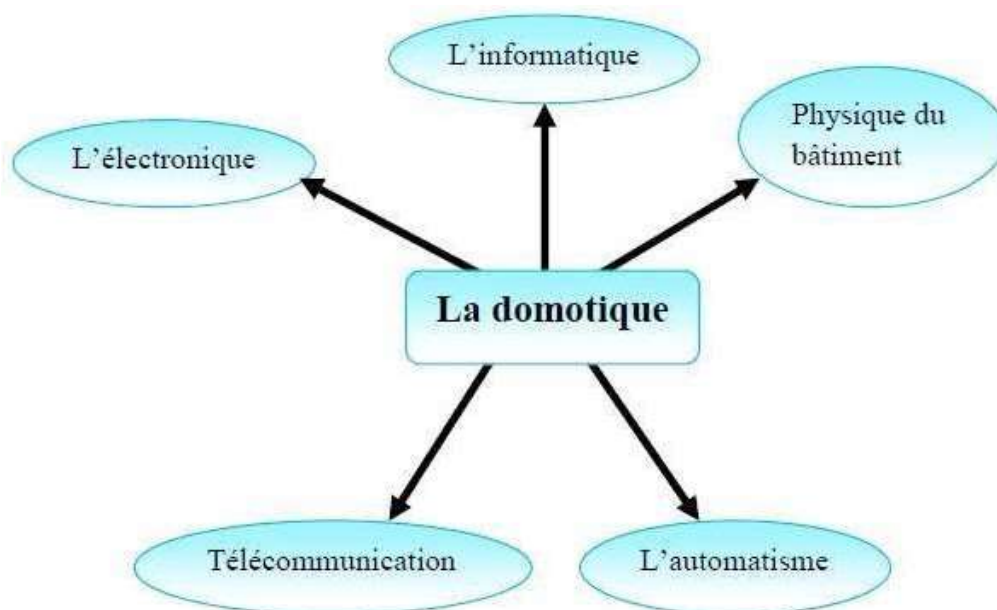 L’informatique
Physique du
bâtiment
L’électronique
La domotique
Télécommunication
L’automatisme